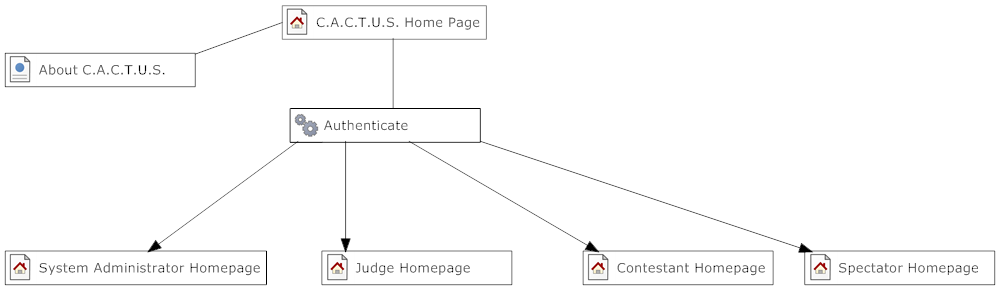 C.A.C.T.U.S. Home Page
About C.A.C.T.U.S.
Authenticate
System Administrator Homepage
Judge Homepage
Contestant Homepage
Spectator Homepage